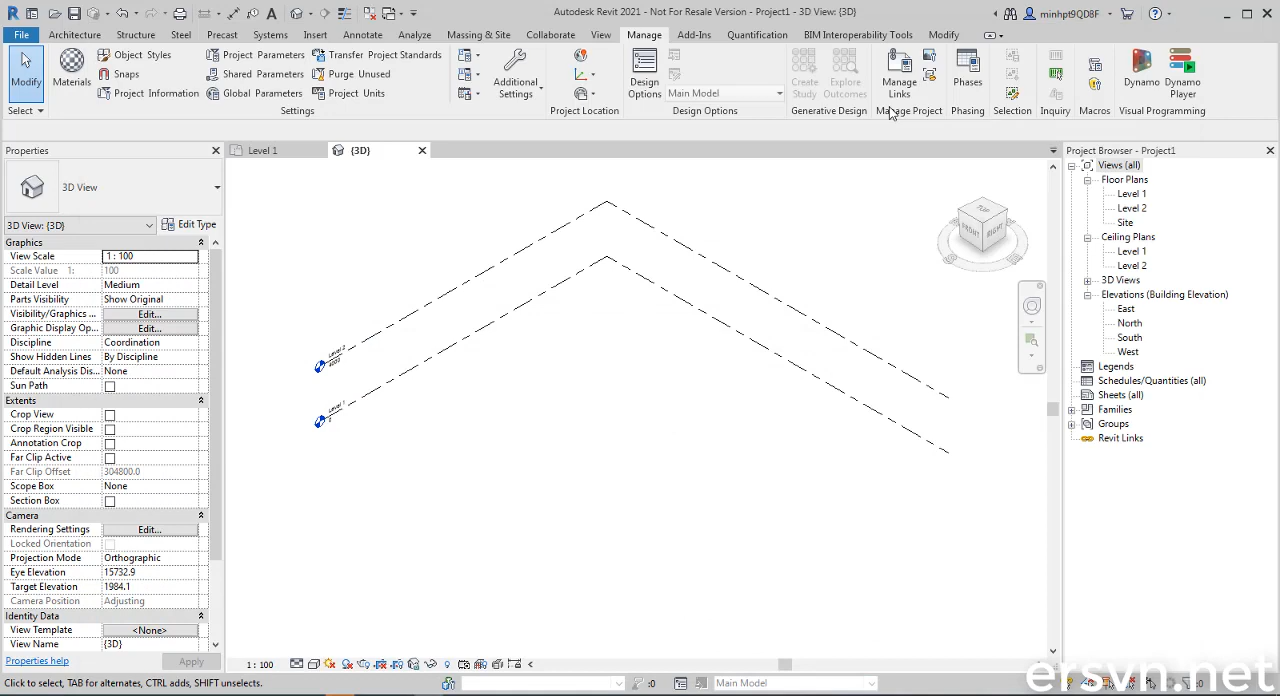 Autodesk Revit 2021 - Not For Resale Version - Project1 - 3D View: {3D}
minhpt9QD8F
File Architecture Structure Steel Precast Systems Insert Annotate Analyze Massing & Site Collaborate View Manage Add-Ins Quantification BIM Interoperability Tools Modify
Modify
Materials
Object Styles
Snaps
Project Information
Project Parameters
Shared Parameters
Global Parameters
Transfer Project Standards
Purge Unused
Project Units
Additional
Settings
Design
Options
Main Model
Create
Study
Explore
Outcomes
Manage
Links
Phases
Dynamo
Dynamo
Player
Select Settings Project Location Design Options Generative Design Manage Project Phasing Selection Inquiry Macros Visual Programming
Properties
Level 1
{3D}
Project Browser - Project1
3D View
3D View: {3D}
Edit Type
Graphics
View Scale 1 : 100
Scale Value 1: 100
Detail Level Medium
Parts Visibility Show Original
Visibility/Graphics ... Edit...
Graphic Display Op... Edit...
Discipline Coordination
Show Hidden Lines By Discipline
Default Analysis Dis... None
Sun Path
Extents
Crop View
Crop Region Visible
Annotation Crop
Far Clip Active
Far Clip Offset 304800.0
Scope Box None
Section Box
Camera
Rendering Settings Edit...
Locked Orientation
Projection Mode Orthographic
Eye Elevation 15732.9
Target Elevation 1984.1
Camera Position Adjusting
Identity Data
View Template <None>
View Name {3D}
Properties help
Apply
Level 2
Level 1
TOP
FRONT
RIGHT
Views (all)
Floor Plans
Level 1
Level 2
Site
Ceiling Plans
Level 1
Level 2
3D Views
Elevations (Building Elevation)
East
North
South
West
Legends
Schedules/Quantities (all)
Sheets (all)
Families
Groups
Revit Links
1 : 100
Click to select, TAB for alternates, CTRL adds, SHIFT unselects.
:0
Main Model
:0
ersvn.net